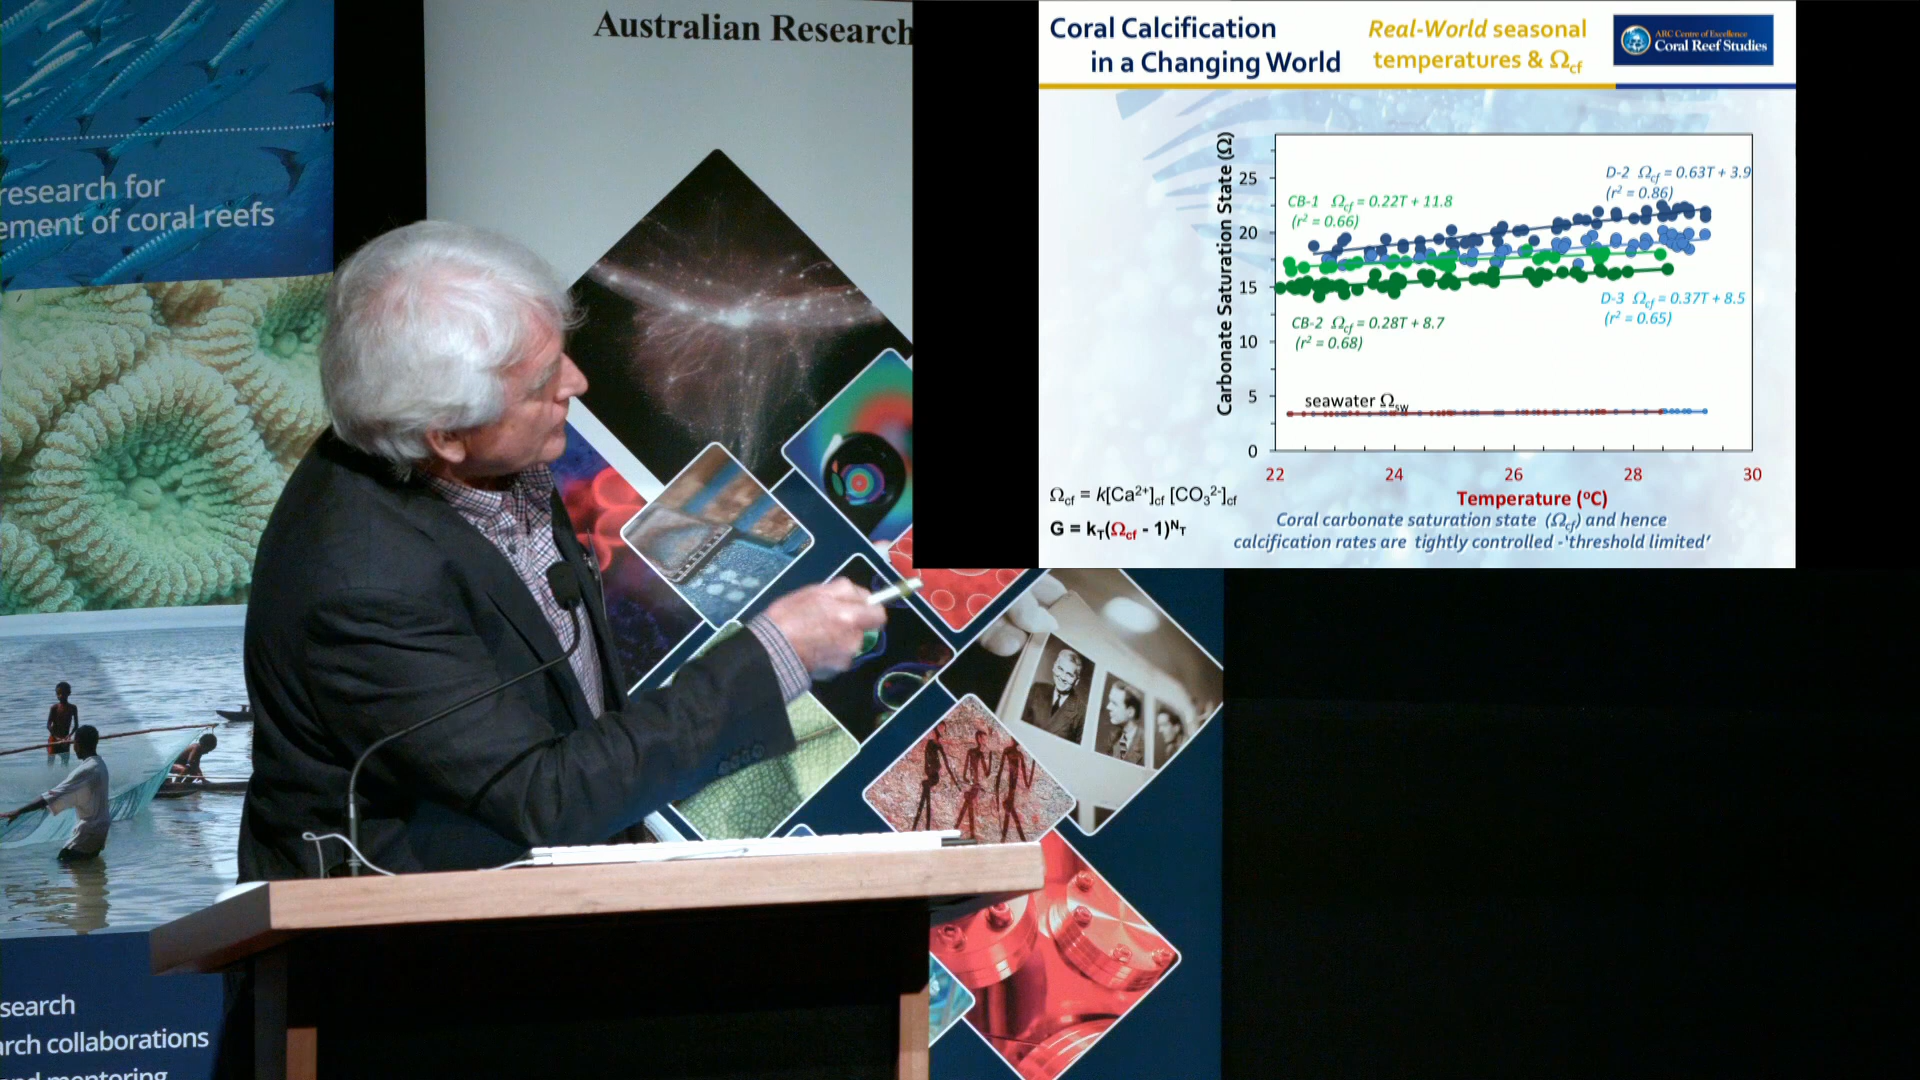 Australian Research
research for
ement of coral reefs
search
arch collaborations
and mentoring
Coral Calcification
in a Changing World
Real-World seasonal
temperatures & Ωcf
ARC Centre of Excellence
Coral Reef Studies
Carbonate Saturation State (Ω)
25
20
15
10
5
0
CB-1 Ωcf = 0.22T + 11.8
(r² = 0.66)
D-2 Ωcf = 0.63T + 3.9
(r² = 0.86)
D-3 Ωcf = 0.37T + 8.5
(r² = 0.65)
CB-2 Ωcf = 0.28T + 8.7
(r² = 0.68)
seawater Ωsw
22 24 26 28 30
Temperature (ºC)
Ωcf = k[Ca²⁺]cf [CO₃²⁻]cf
G = kT(Ωcf - 1)ᴺT
Coral carbonate saturation state (Ωcf) and hence
calcification rates are tightly controlled -‘threshold limited’